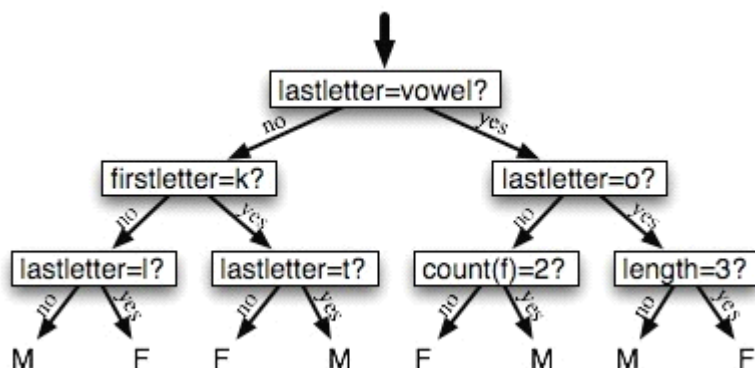 lastletter=vowel?
no yes
firstletter=k? lastletter=o?
no yes no yes
lastletter=l? lastletter=t? count(f)=2? length=3?
no yes no yes no yes no yes
M F F M F M M F